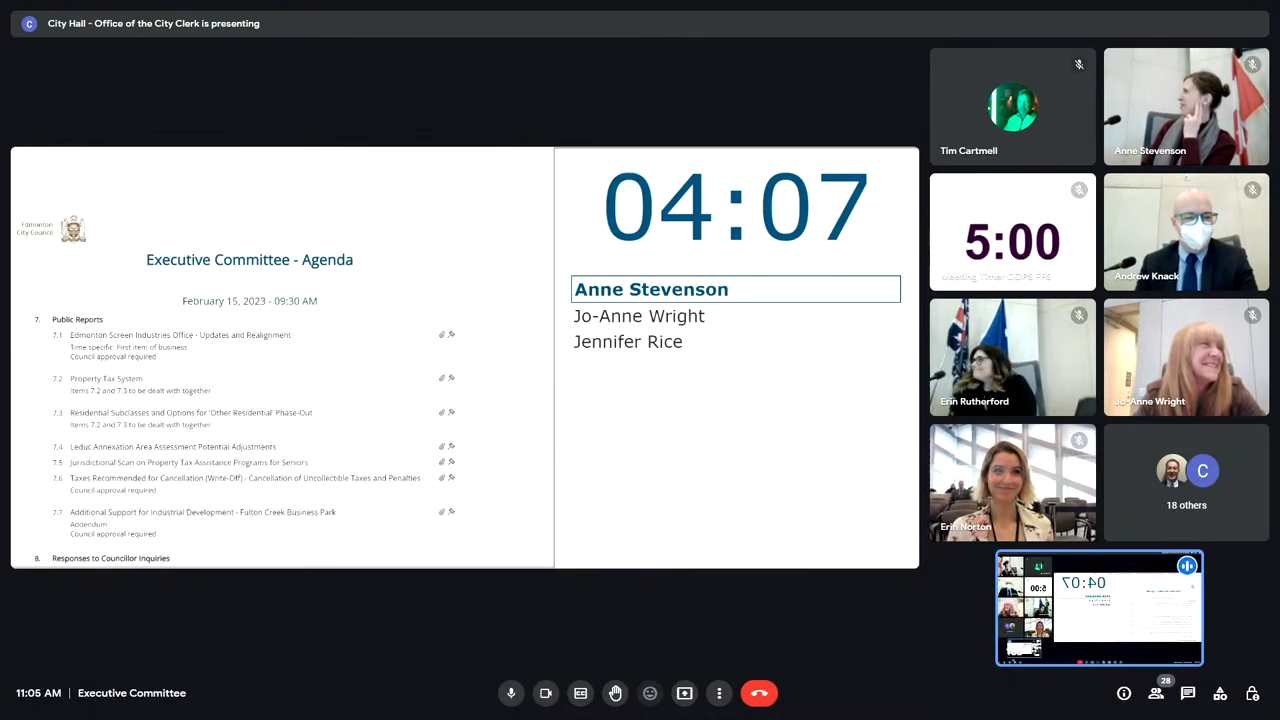 C City Hall - Office of the City Clerk is presenting
Edmonton
City Council
Executive Committee - Agenda
February 15, 2023 - 09:30 AM
7. Public Reports
7.1 Edmonton Screen Industries Office - Updates and Realignment
Time specific: First item of business
Council approval required
7.2 Property Tax System
Items 7.2 and 7.3 to be dealt with together
7.3 Residential Subclasses and Options for 'Other Residential' Phase-Out
Items 7.2 and 7.3 to be dealt with together
7.4 Leduc Annexation Area Assessment Potential Adjustments
7.5 Jurisdictional Scan on Property Tax Assistance Programs for Seniors
7.6 Taxes Recommended for Cancellation (Write-Off) - Cancellation of Uncollectible Taxes and Penalties
Council approval required
7.7 Additional Support for Industrial Development - Fulton Creek Business Park
Addendum
Council approval required
8. Responses to Councillor Inquiries
04:07
Anne Stevenson
Jo-Anne Wright
Jennifer Rice
Tim Cartmell
Anne Stevenson
5:00
Andrew Knack
Erin Rutherford
Jo-Anne Wright
Erin Norton
C
18 others
04:07
5:00
11:05 AM | Executive Committee
28